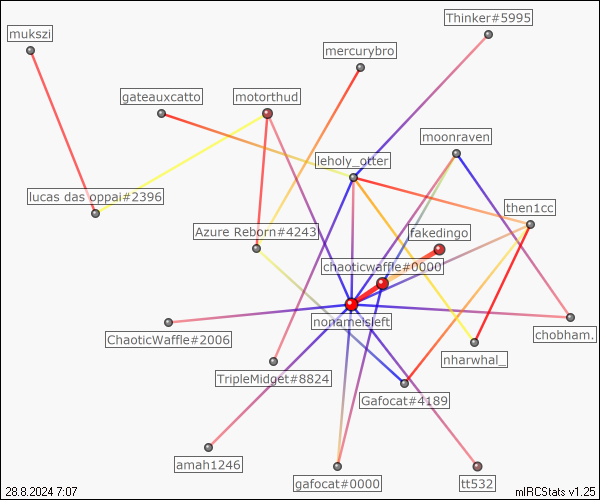 Thinker#5995
mukszi
mercurybro
gateauxcatto
motorthud
moonraven
leholy_otter
lucas das oppai#2396
then1cc
Azure Reborn#4243
fakedingo
chaoticwaffle#0000
nonameisleft
ChaoticWaffle#2006
chobham.
nharwhal_
TripleMidget#8824
Gafocat#4189
amah1246
gafocat#0000
tt532
28.8.2024 7:07
mIRCStats v1.25